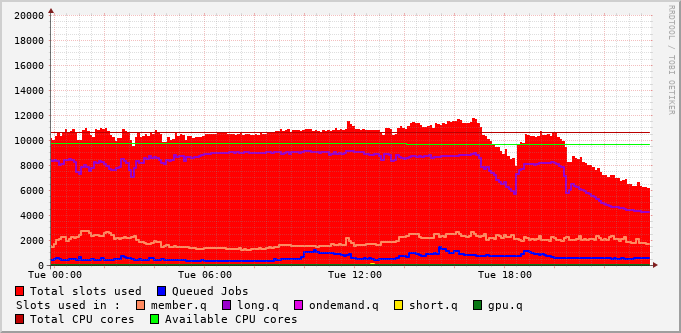 20000
18000
16000
14000
12000
10000
8000
6000
4000
2000
0
Tue 00:00 Tue 06:00 Tue 12:00 Tue 18:00
RRDTOOL / TOBI OETIKER
Total slots used Queued Jobs
Slots used in : member.q long.q ondemand.q short.q gpu.q
Total CPU cores Available CPU cores